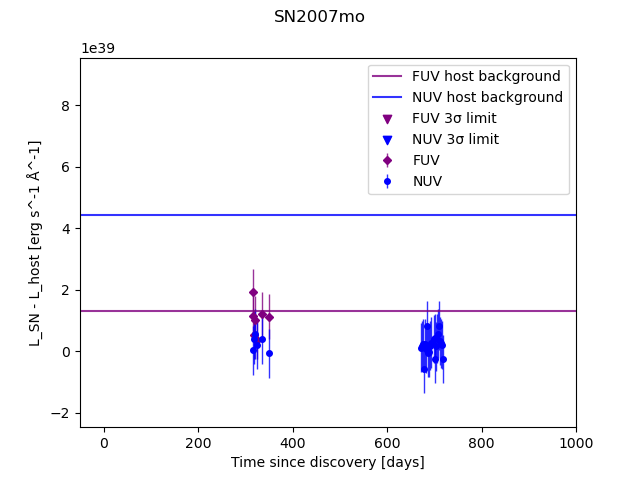 SN2007mo
1e39
FUV host background
NUV host background
FUV 3σ limit
NUV 3σ limit
FUV
NUV
8
6
4
2
0
−2
L_SN - L_host [erg s^-1 Å^-1]
0 200 400 600 800 1000
Time since discovery [days]